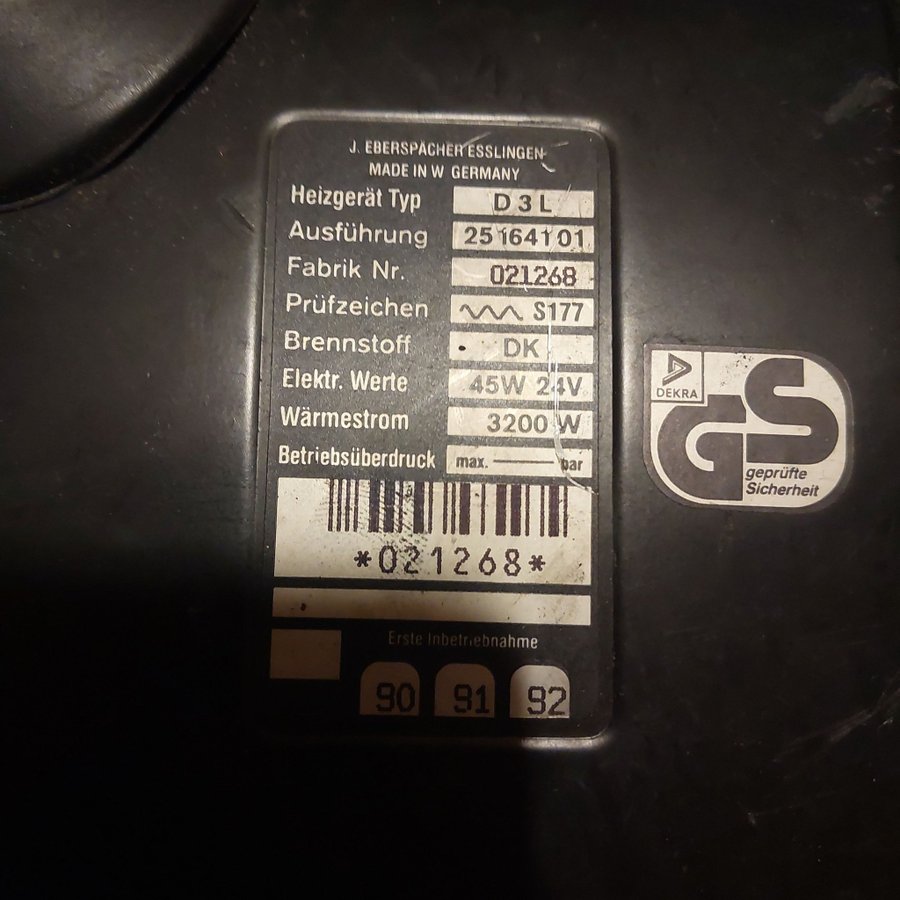 J. EBERSPÄCHER ESSLINGEN
MADE IN W GERMANY
Heizgerät Typ D 3 L
Ausführung 25 1641 01
Fabrik Nr. 021268
Prüfzeichen S177
Brennstoff DK
Elektr. Werte 45W 24V
Wärmestrom 3200 W
Betriebsüberdruck max. bar
*021268*
Erste Inbetriebnahme
90 91 92
DEKRA
GS
geprüfte
Sicherheit